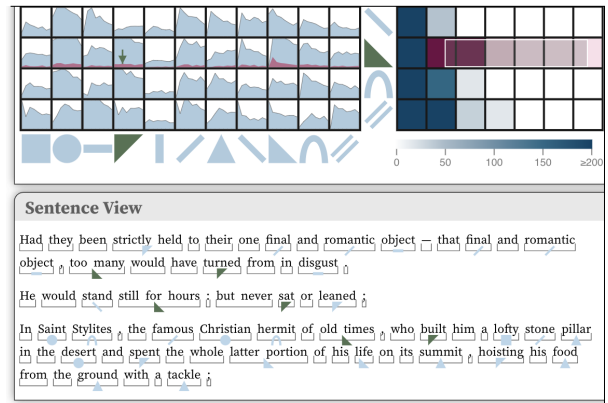 0 50 100 150 ≥200
Sentence View
Had they been strictly held to their one final and romantic object — that final and romantic
object , too many would have turned from in disgust .
He would stand still for hours : but never sat or leaned ;
In Saint Stylites , the famous Christian hermit of old times , who built him a lofty stone pillar
in the desert and spent the whole latter portion of his life on its summit , hoisting his food
from the ground with a tackle ;